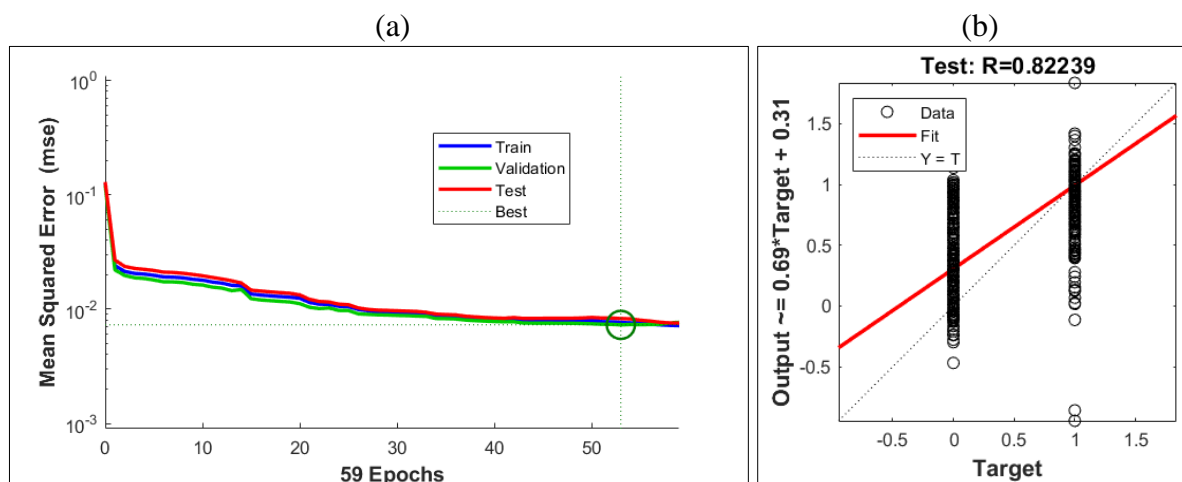 (a)
Mean Squared Error (mse)
10^0
10^-1
10^-2
10^-3
Train
Validation
Test
Best
0
10
20
30
40
50
59 Epochs
(b)
Test: R=0.82239
Output ~= 0.69*Target + 0.31
1.5
1
0.5
0
-0.5
Data
Fit
Y = T
-0.5
0
0.5
1
1.5
Target